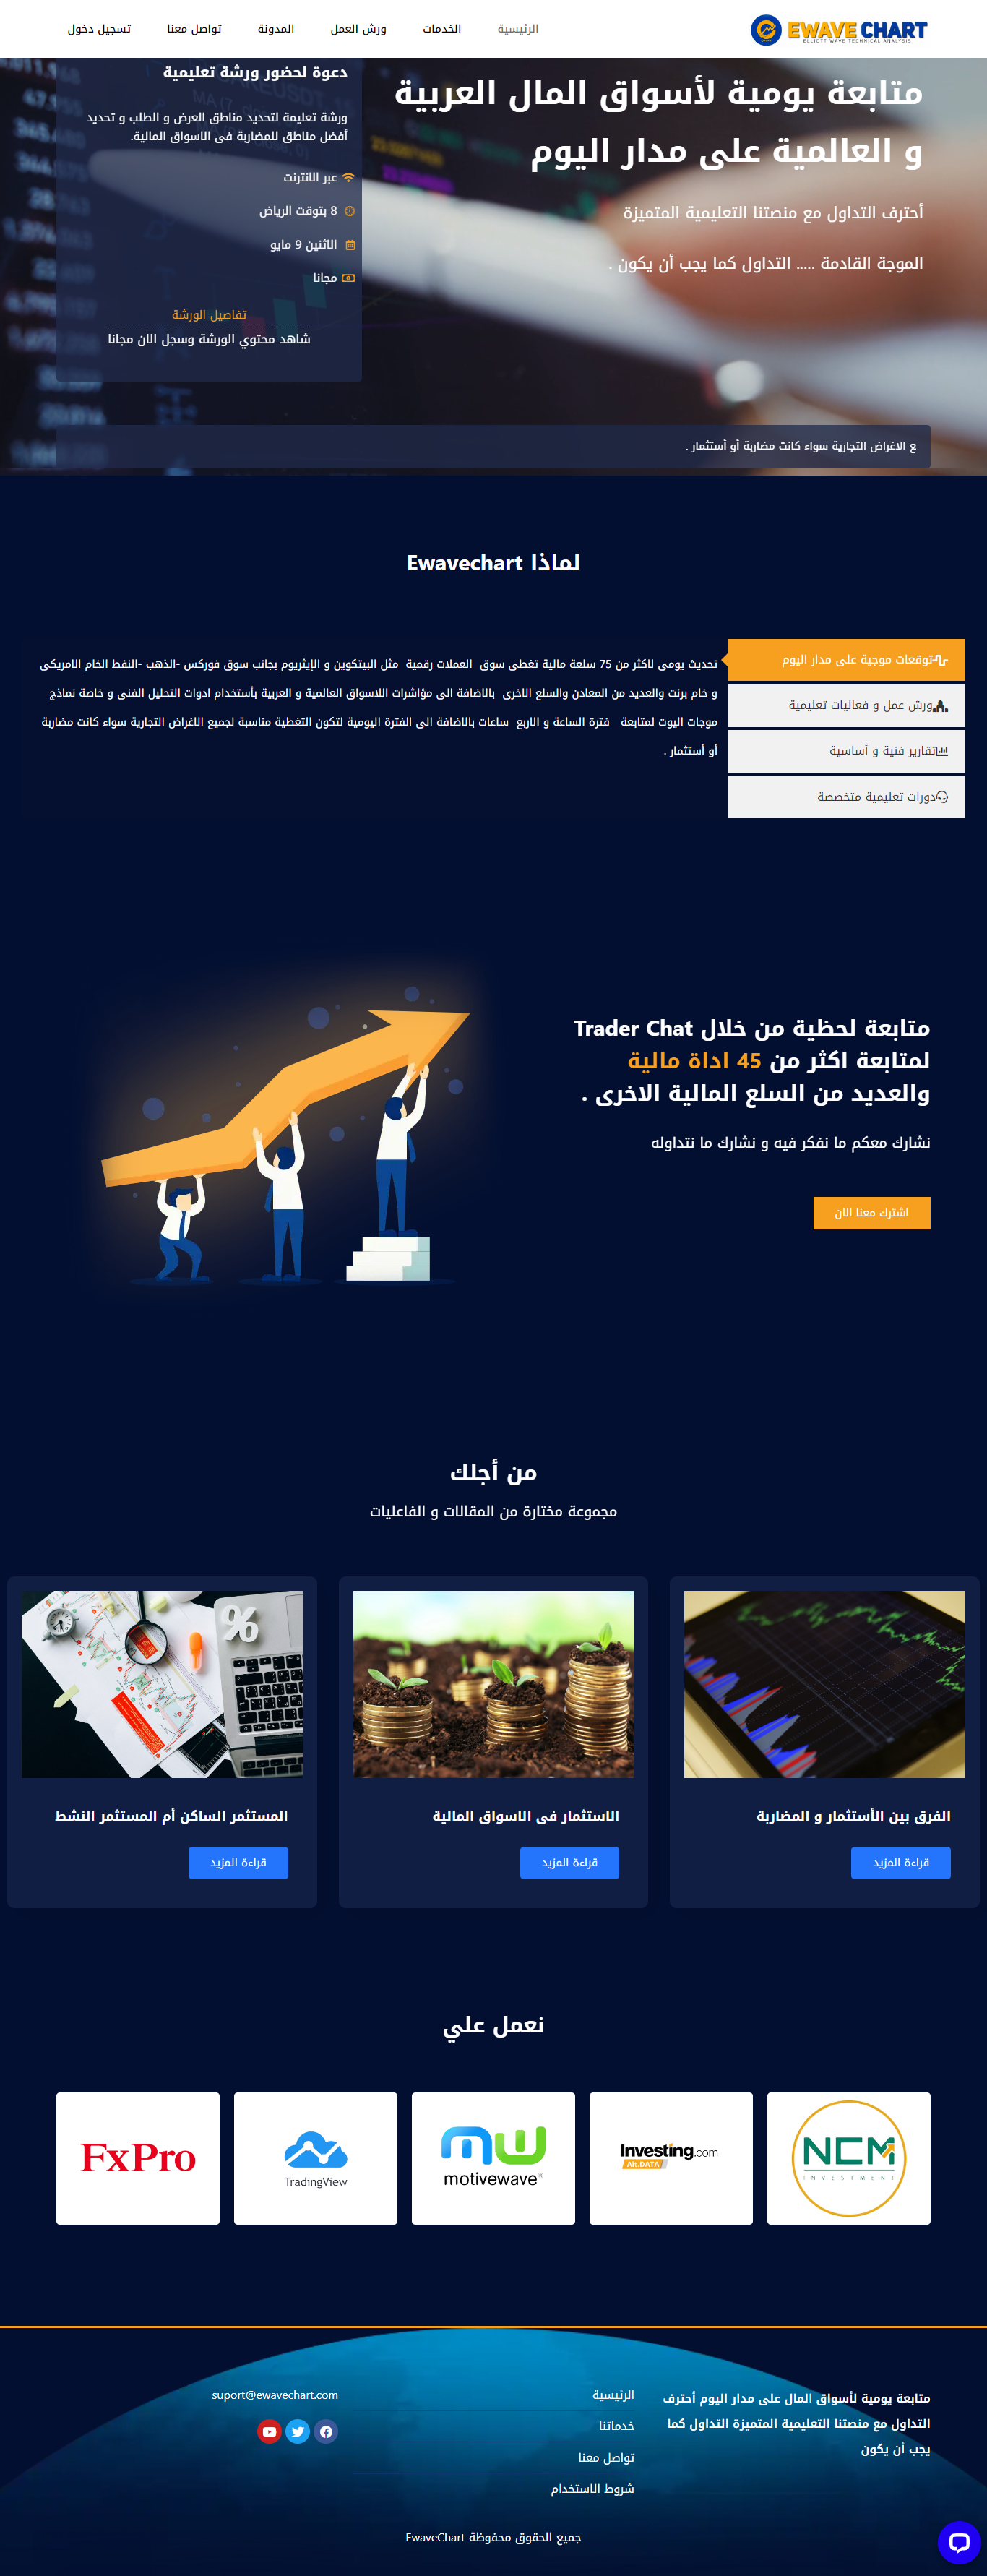 EWAVE CHART
ELLIOTT WAVE TECHNICAL ANALYSIS
الرئيسية
الخدمات
ورش العمل
المدونة
تواصل معنا
تسجيل دخول
متابعة يومية لأسواق المال العربية
و العالمية على مدار اليوم
أحترف التداول مع منصتنا التعليمية المتميزة
الموجة القادمة ..... التداول كما يجب أن يكون .
دعوة لحضور ورشة تعليمية
ورشة تعليمة لتحديد مناطق العرض و الطلب و تحديد
أفضل مناطق للمضاربة فى الاسواق المالية.
عبر الانترنت
8 بتوقت الرياض
الاثنين 9 مايو
مجانا
تفاصيل الورشة
شاهد محتوي الورشة وسجل الان مجانا
ع الاغراض التجارية سواء كانت مضاربة أو أستثمار .
لماذا Ewavechart
توقعات موجية على مدار اليوم
ورش عمل و فعاليات تعليمية
تقارير فنية و أساسية
دورات تعليمية متخصصة
تحديث يومى لاكثر من 75 سلعة مالية تغطى سوق العملات رقمية مثل البيتكوين و الإيثريوم بجانب سوق فوركس -الذهب -النفط الخام الامريكى
و خام برنت والعديد من المعادن والسلع الاخرى بالاضافة الى مؤاشرات اللاسواق العالمية و العربية بأستخدام ادوات التحليل الفنى و خاصة نماذج
موجات اليوت لمتابعة فترة الساعة و الاربع ساعات بالاضافة الى الفترة اليومية لتكون التغطية مناسبة لجميع الاغراض التجارية سواء كانت مضاربة
أو أستثمار .
متابعة لحظية من خلال Trader Chat
لمتابعة اكثر من 45 اداة مالية
والعديد من السلع المالية الاخرى .
نشارك معكم ما نفكر فيه و نشارك ما نتداوله
اشترك معنا الان
من أجلك
مجموعة مختارة من المقالات و الفاعليات
الفرق بين الأستثمار و المضاربة
قراءة المزيد
الاستثمار فى الاسواق المالية
قراءة المزيد
%
المستثمر الساكن أم المستثمر النشط
قراءة المزيد
نعمل علي
NCM
INVESTMENT
Investing.com
Alt.DATA
motivewave®
TradingView
FxPro
متابعة يومية لأسواق المال على مدار اليوم أحترف
التداول مع منصتنا التعليمية المتميزة التداول كما
يجب أن يكون
الرئيسية
خدماتنا
تواصل معنا
شروط الاستخدام
suport@ewavechart.com
جميع الحقوق محفوظة EwaveChart